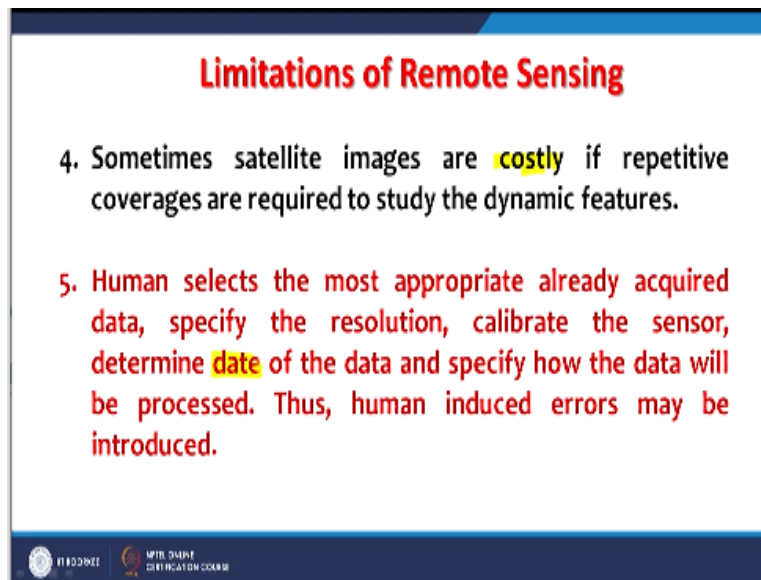 Limitations of Remote Sensing
4. Sometimes satellite images are costly if repetitive
coverages are required to study the dynamic features.
5. Human selects the most appropriate already acquired
data, specify the resolution, calibrate the sensor,
determine date of the data and specify how the data will
be processed. Thus, human induced errors may be
introduced.
NPTEL ONLINE
CERTIFICATION COURSE